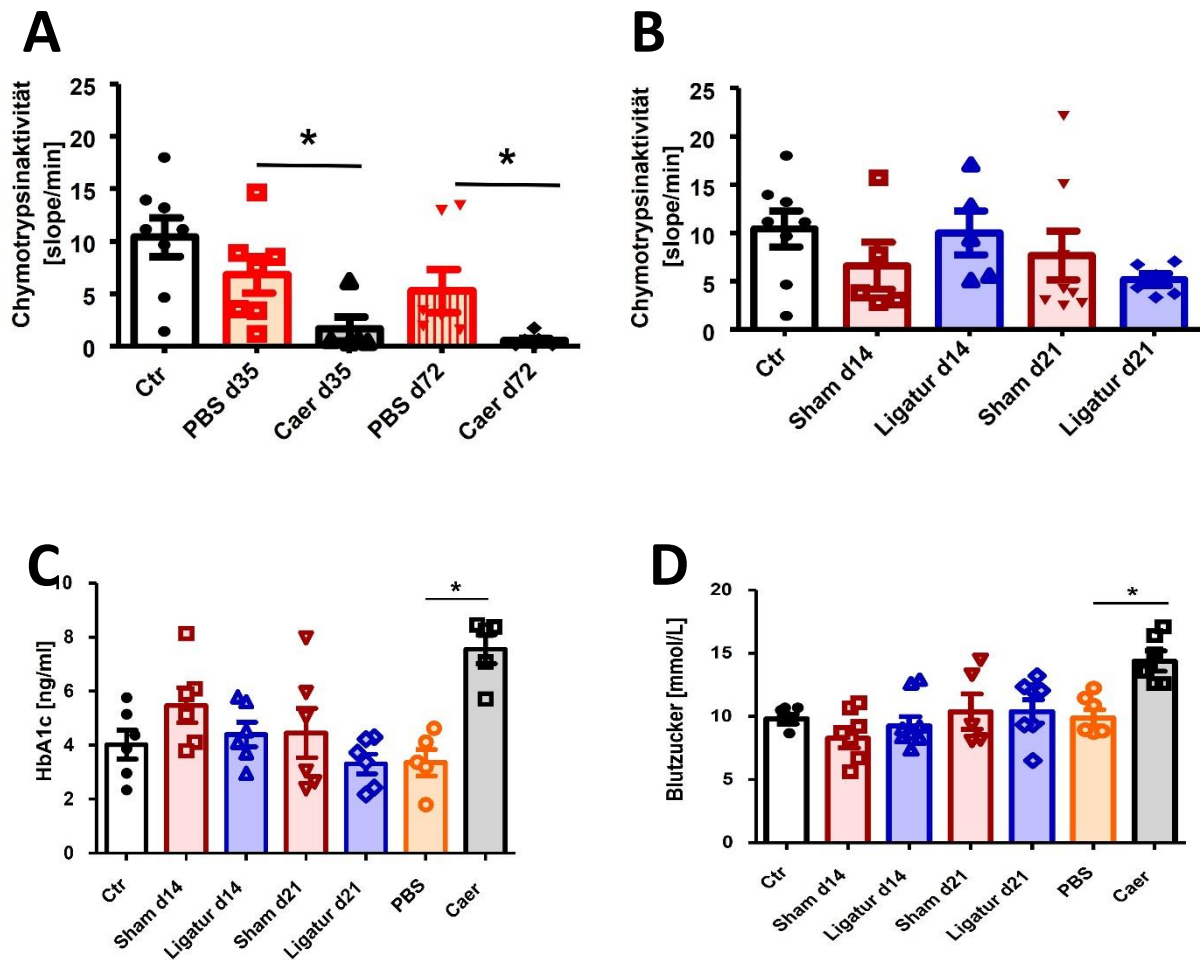 A
Chymotrypsinaktivität
[slope/min]
25
20
15
10
5
0
*
*
Ctr
PBS d35
Caer d35
PBS d72
Caer d72
B
Chymotrypsinaktivität
[slope/min]
25
20
15
10
5
0
Ctr
Sham d14
Ligatur d14
Sham d21
Ligatur d21
C
HbA1c [ng/ml]
10
8
6
4
2
0
*
Ctr
Sham d14
Ligatur d14
Sham d21
Ligatur d21
PBS
Caer
D
Blutzucker [mmol/L]
20
15
10
5
0
*
Ctr
Sham d14
Ligatur d14
Sham d21
Ligatur d21
PBS
Caer